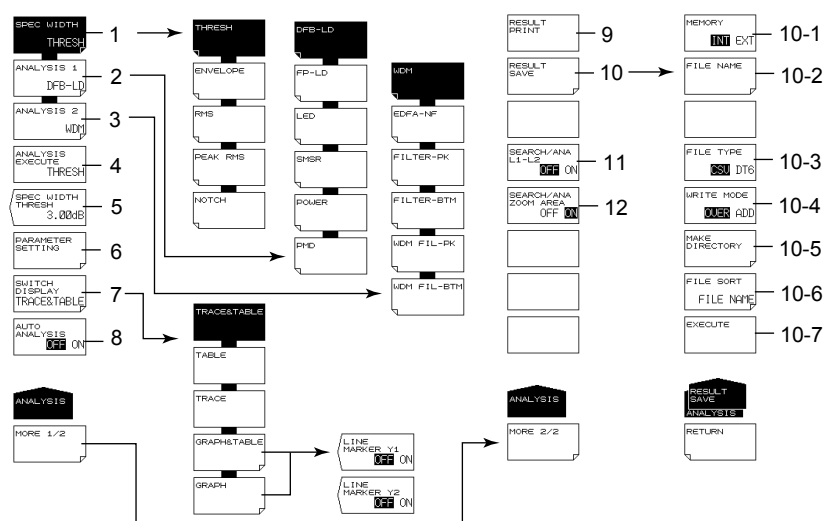 SPEC WIDTH
THRESH
1
ANALYSIS 1
DFB-LD
2
ANALYSIS 2
WDM
3
ANALYSIS
EXECUTE
THRESH
4
SPEC WIDTH
THRESH
3.00dB
5
PARAMETER
SETTING
6
SWITCH
DISPLAY
TRACE&TABLE
7
AUTO
ANALYSIS
OFF ON
8
ANALYSIS
MORE 1/2
THRESH
ENVELOPE
RMS
PEAK RMS
NOTCH
DFB-LD
FP-LD
LED
SMSR
POWER
PMD
WDM
EDFA-NF
FILTER-PK
FILTER-BTM
WDM FIL-PK
WDM FIL-BTM
TRACE&TABLE
TABLE
TRACE
GRAPH&TABLE
GRAPH
LINE
MARKER Y1
OFF ON
LINE
MARKER Y2
OFF ON
RESULT
PRINT
9
RESULT
SAVE
10
SEARCH/ANA
L1-L2
OFF ON
11
SEARCH/ANA
ZOOM AREA
OFF ON
12
ANALYSIS
MORE 2/2
MEMORY
INT EXT
10-1
FILE NAME
10-2
FILE TYPE
CSV DT6
10-3
WRITE MODE
OVER ADD
10-4
MAKE
DIRECTORY
10-5
FILE SORT
FILE NAME
10-6
EXECUTE
10-7
RESULT
SAVE
ANALYSIS
RETURN